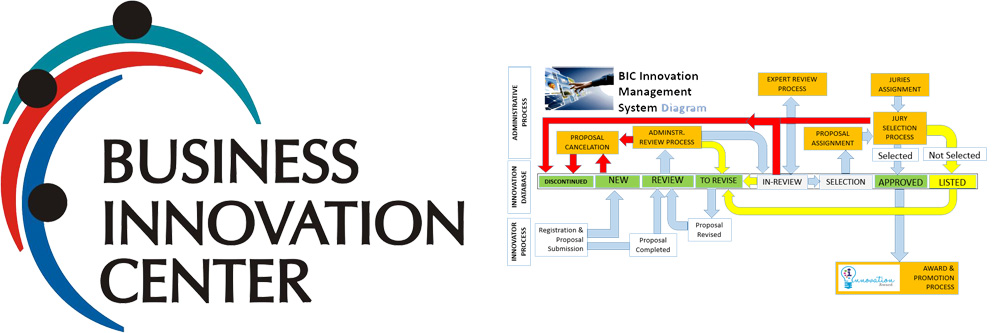 BUSINESS
INNOVATION
CENTER
BIC Innovation
Management
System Diagram
ADMINISTRATIVE
PROCESS
INNOVATION
DATABASE
INNOVATOR
PROCESS
EXPERT REVIEW
PROCESS
JURIES
ASSIGNMENT
PROPOSAL
CANCELATION
ADMINSTR.
REVIEW PROCESS
PROPOSAL
ASSIGNMENT
JURY
SELECTION
PROCESS
Selected
Not Selected
DISCONTINUED
NEW
REVIEW
TO REVISE
IN-REVIEW
SELECTION
APPROVED
LISTED
Registration &
Proposal
Submission
Proposal
Completed
Proposal
Revised
innovation
Award
AWARD &
PROMOTION
PROCESS